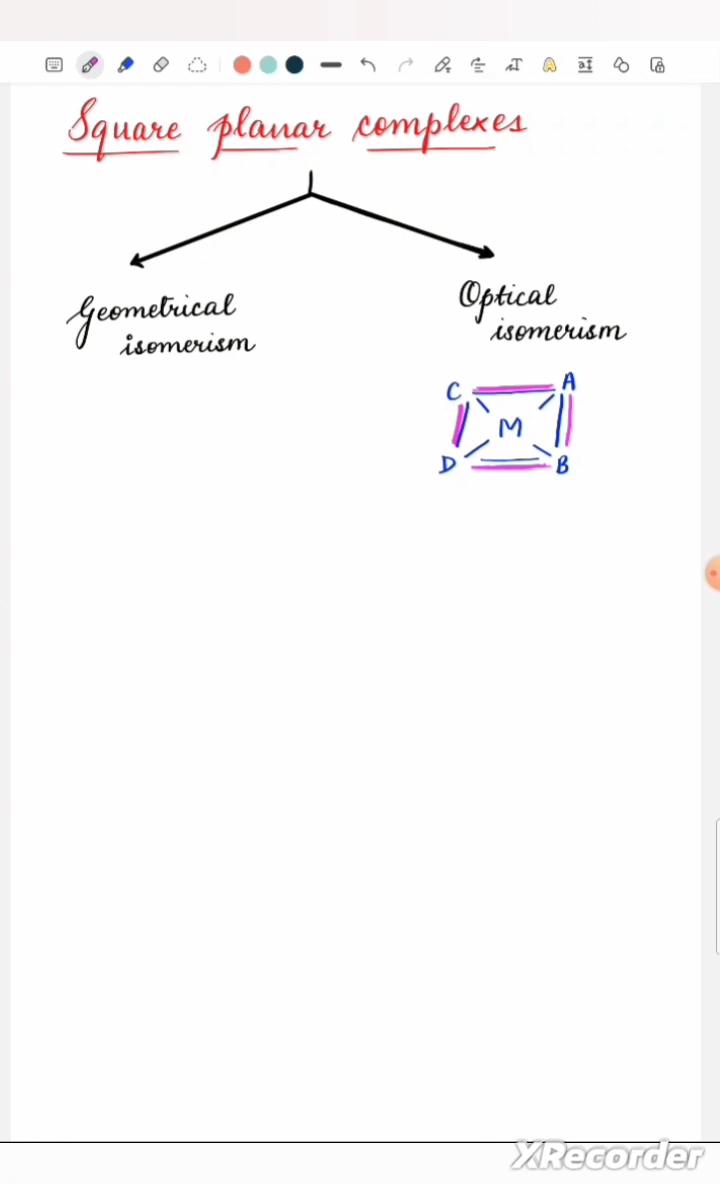 Square planar complexes
Geometrical
isomerism
Optical
isomerism
C A
M
D B
XRecorder